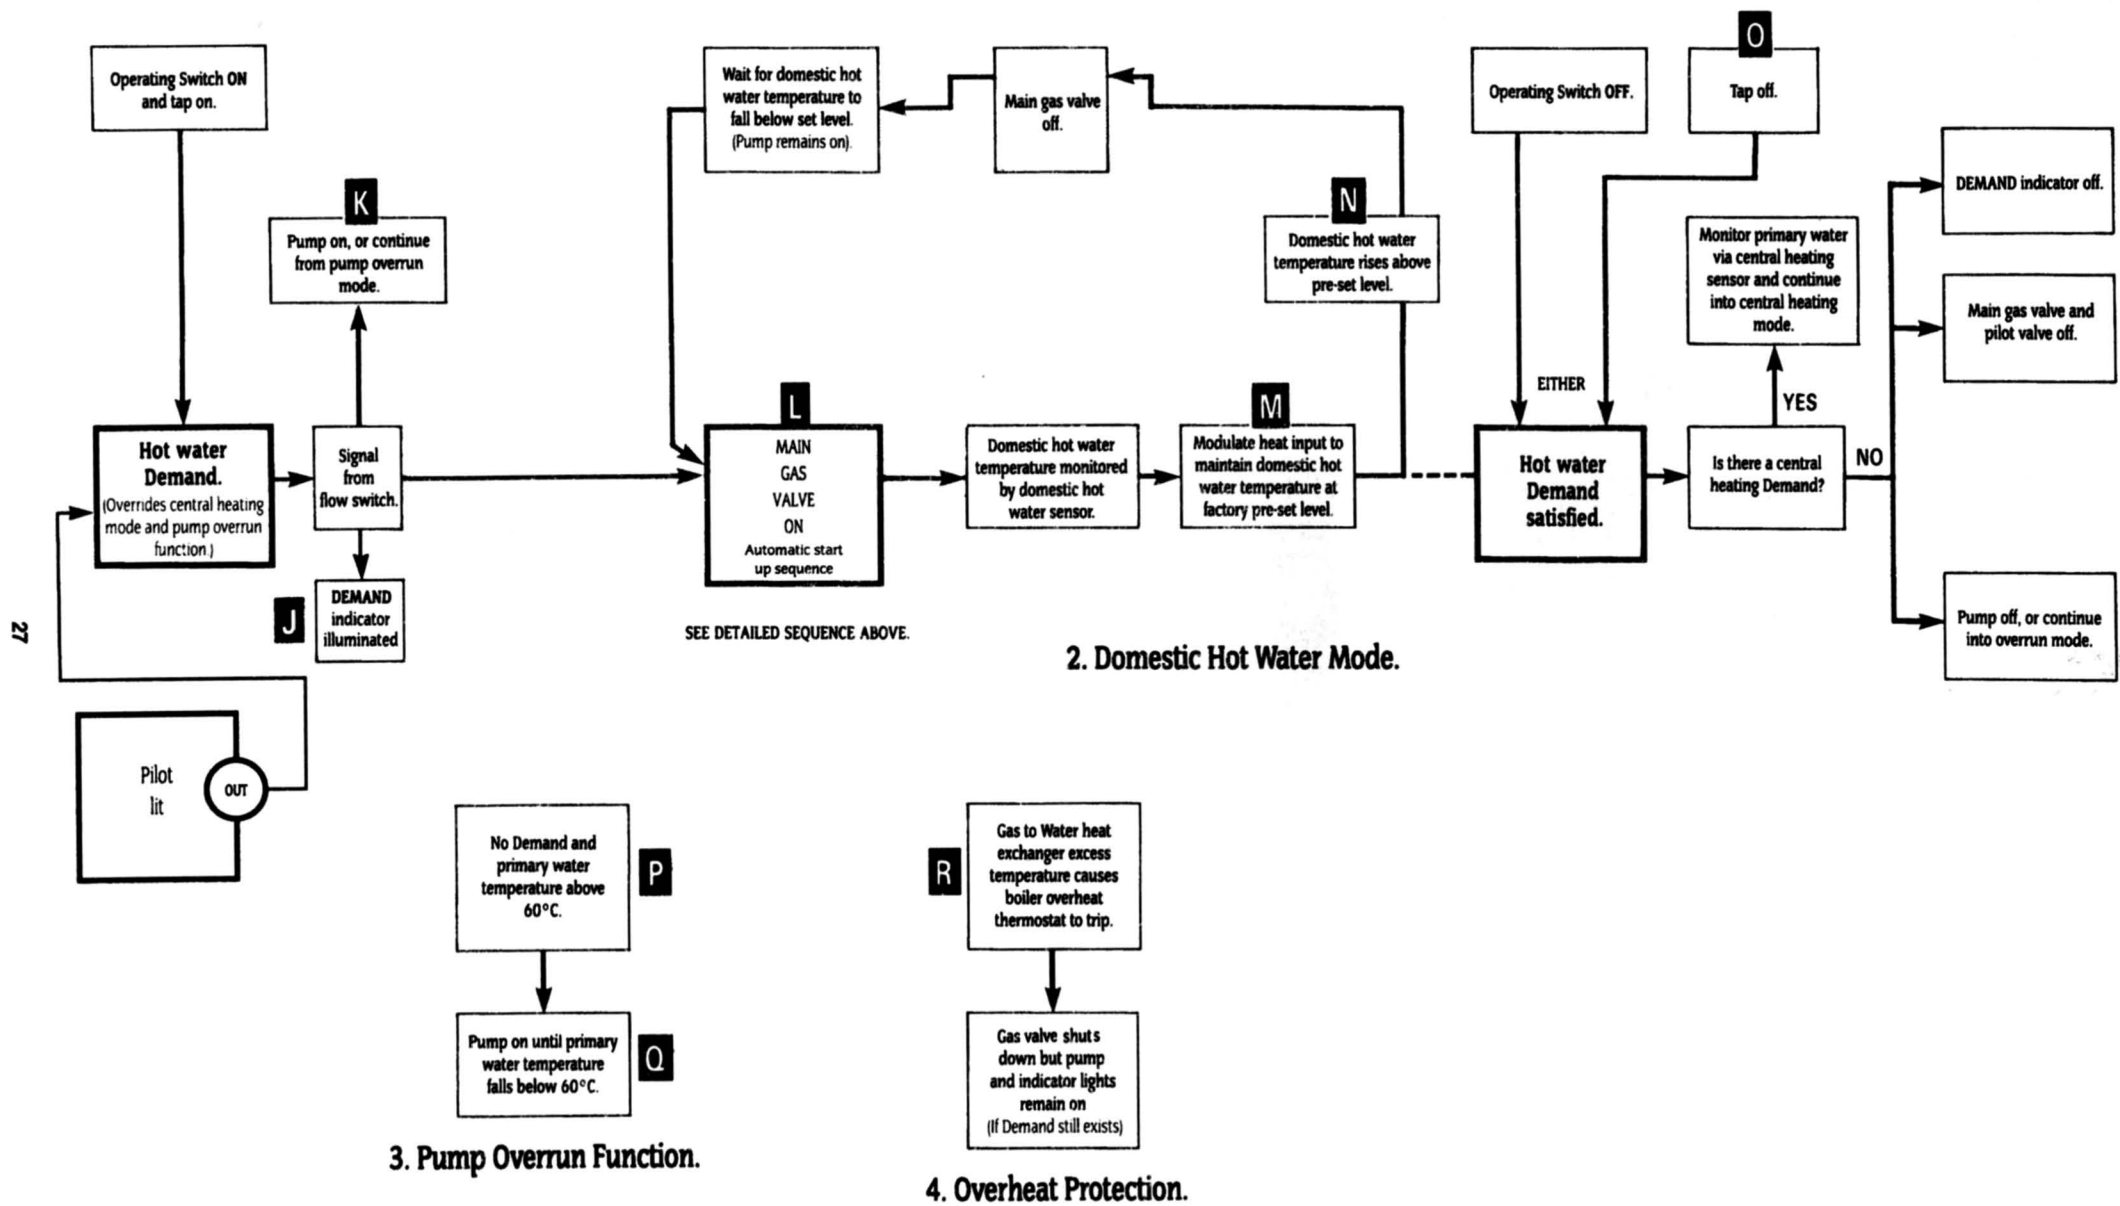 Operating Switch ON
and tap on.
K
Pump on, or continue
from pump overrun
mode.
Hot water
Demand.
(Overrides central heating
mode and pump overrun
function.)
Signal
from
flow switch.
J
DEMAND
indicator
illuminated
Pilot
lit
OUT
Wait for domestic hot
water temperature to
fall below set level.
(Pump remains on).
Main gas valve
off.
L
MAIN
GAS
VALVE
ON
Automatic start
up sequence
SEE DETAILED SEQUENCE ABOVE.
Domestic hot water
temperature monitored
by domestic hot
water sensor.
M
Modulate heat input to
maintain domestic hot
water temperature at
factory pre-set level.
N
Domestic hot water
temperature rises above
pre-set level.
Operating Switch OFF.
O
Tap off.
EITHER
Hot water
Demand
satisfied.
Is there a central
heating Demand?
YES
Monitor primary water
via central heating
sensor and continue
into central heating
mode.
NO
DEMAND indicator off.
Main gas valve and
pilot valve off.
Pump off, or continue
into overrun mode.
2. Domestic Hot Water Mode.
No Demand and
primary water
temperature above
60°C.
P
Pump on until primary
water temperature
falls below 60°C.
Q
3. Pump Overrun Function.
R
Gas to Water heat
exchanger excess
temperature causes
boiler overheat
thermostat to trip.
Gas valve shuts
down but pump
and indicator lights
remain on
(If Demand still exists)
4. Overheat Protection.
27